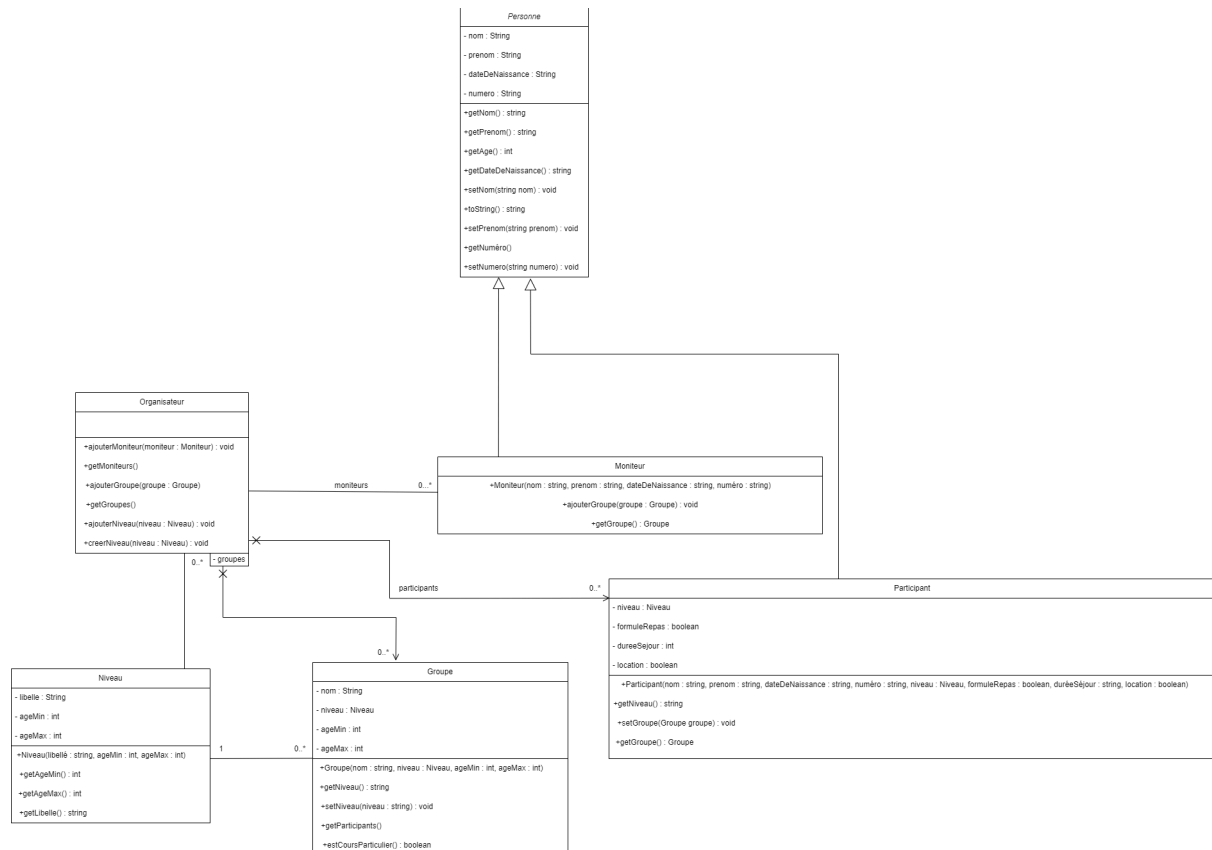 Personne
- nom : String
- prenom : String
- dateDeNaissance : String
- numero : String
+getNom() : string
+getPrenom() : string
+getAge() : int
+getDateDeNaissance() : string
+setNom(string nom) : void
+toString() : string
+setPrenom(string prenom) : void
+getNuméro()
+setNumero(string numero) : void
Organisateur
+ajouterMoniteur(moniteur : Moniteur) : void
+getMoniteurs()
+ajouterGroupe(groupe : Groupe)
+getGroupes()
+ajouterNiveau(niveau : Niveau) : void
+creerNiveau(niveau : Niveau) : void
- groupes
0..*
moniteurs
0...*
Moniteur
+Moniteur(nom : string, prenom : string, dateDeNaissance : string, numéro : string)
+ajouterGroupe(groupe : Groupe) : void
+getGroupe() : Groupe
participants
0..*
Participant
- niveau : Niveau
- formuleRepas : boolean
- dureeSejour : int
- location : boolean
+Participant(nom : string, prenom : string, dateDeNaissance : string, numéro : string, niveau : Niveau, formuleRepas : boolean, duréeSéjour : string, location : boolean)
+getNiveau() : string
+setGroupe(Groupe groupe) : void
+getGroupe() : Groupe
0..*
Niveau
- libelle : String
- ageMin : int
- ageMax : int
+Niveau(libellé : string, ageMin : int, ageMax : int)
+getAgeMin() : int
+getAgeMax() : int
+getLibelle() : string
1
0..*
Groupe
- nom : String
- niveau : Niveau
- ageMin : int
- ageMax : int
+Groupe(nom : string, niveau : Niveau, ageMin : int, ageMax : int)
+getNiveau() : string
+setNiveau(niveau : string) : void
+getParticipants()
+estCoursParticulier() : boolean